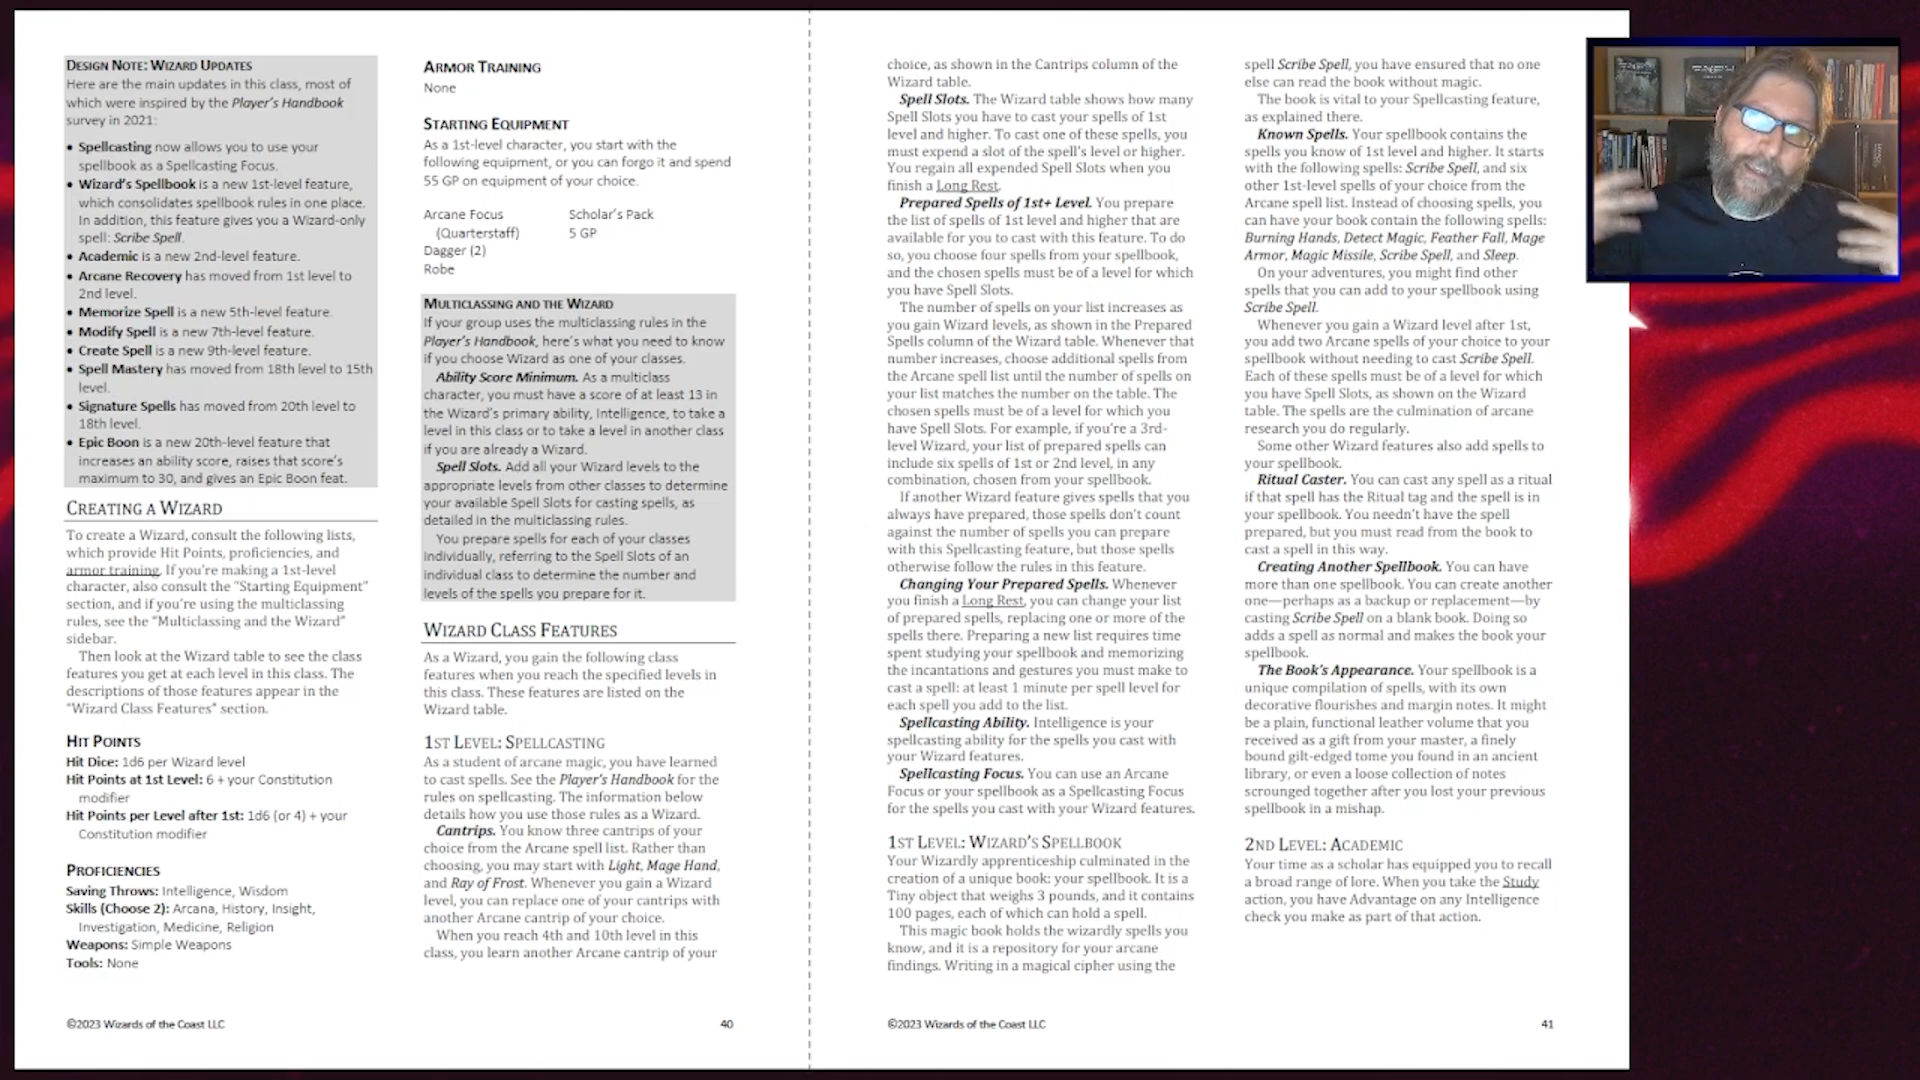 DESIGN NOTE: WIZARD UPDATES
Here are the main updates in this class, most of
which were inspired by the Player's Handbook
survey in 2021:
• Spellcasting now allows you to use your
spellbook as a Spellcasting Focus.
• Wizard's Spellbook is a new 1st-level feature,
which consolidates spellbook rules in one place.
In addition, this feature gives you a Wizard-only
spell: Scribe Spell.
• Academic is a new 2nd-level feature.
• Arcane Recovery has moved from 1st level to
2nd level.
• Memorize Spell is a new 5th-level feature.
• Modify Spell is a new 7th-level feature.
• Create Spell is a new 9th-level feature.
• Spell Mastery has moved from 18th level to 15th
level.
• Signature Spells has moved from 20th level to
18th level.
• Epic Boon is a new 20th-level feature that
increases an ability score, raises that score's
maximum to 30, and gives an Epic Boon feat.
CREATING A WIZARD
To create a Wizard, consult the following lists,
which provide Hit Points, proficiencies, and
armor training. If you're making a 1st-level
character, also consult the "Starting Equipment"
section, and if you're using the multiclassing
rules, see the "Multiclassing and the Wizard"
sidebar.
Then look at the Wizard table to see the class
features you get at each level in this class. The
descriptions of those features appear in the
"Wizard Class Features" section.
HIT POINTS
Hit Dice: 1d6 per Wizard level
Hit Points at 1st Level: 6 + your Constitution
modifier
Hit Points per Level after 1st: 1d6 (or 4) + your
Constitution modifier
PROFICIENCIES
Saving Throws: Intelligence, Wisdom
Skills (Choose 2): Arcana, History, Insight,
Investigation, Medicine, Religion
Weapons: Simple Weapons
Tools: None
©2023 Wizards of the Coast LLC
ARMOR TRAINING
None
STARTING EQUIPMENT
As a 1st-level character, you start with the
following equipment, or you can forgo it and spend
55 GP on equipment of your choice.
Arcane Focus
(Quarterstaff)
Dagger (2)
Robe
Scholar's Pack
5 GP
MULTICLASSING AND THE WIZARD
If your group uses the multiclassing rules in the
Player's Handbook, here's what you need to know
if you choose Wizard as one of your classes.
Ability Score Minimum. As a multiclass
character, you must have a score of at least 13 in
the Wizard's primary ability, Intelligence, to take a
level in this class or to take a level in another class
if you are already a Wizard.
Spell Slots. Add all your Wizard levels to the
appropriate levels from other classes to determine
your available Spell Slots for casting spells, as
detailed in the multiclassing rules.
You prepare spells for each of your classes
individually, referring to the Spell Slots of an
individual class to determine the number and
levels of the spells you prepare for it.
WIZARD CLASS FEATURES
As a Wizard, you gain the following class
features when you reach the specified levels in
this class. These features are listed on the
Wizard table.
1ST LEVEL: SPELLCASTING
As a student of arcane magic, you have learned
to cast spells. See the Player's Handbook for the
rules on spellcasting. The information below
details how you use those rules as a Wizard.
Cantrips. You know three cantrips of your
choice from the Arcane spell list. Rather than
choosing, you may start with Light, Mage Hand,
and Ray of Frost. Whenever you gain a Wizard
level, you can replace one of your cantrips with
another Arcane cantrip of your choice.
When you reach 4th and 10th level in this
class, you learn another Arcane cantrip of your
40
choice, as shown in the Cantrips column of the
Wizard table.
Spell Slots. The Wizard table shows how many
Spell Slots you have to cast your spells of 1st
level and higher. To cast one of these spells, you
must expend a slot of the spell's level or higher.
You regain all expended Spell Slots when you
finish a Long Rest.
Prepared Spells of 1st+ Level. You prepare
the list of spells of 1st level and higher that are
available for you to cast with this feature. To do
so, you choose four spells from your spellbook,
and the chosen spells must be of a level for which
you have Spell Slots.
The number of spells on your list increases as
you gain Wizard levels, as shown in the Prepared
Spells column of the Wizard table. Whenever that
number increases, choose additional spells from
the Arcane spell list until the number of spells on
your list matches the number on the table. The
chosen spells must be of a level for which you
have Spell Slots. For example, if you're a 3rd-
level Wizard, your list of prepared spells can
include six spells of 1st or 2nd level, in any
combination, chosen from your spellbook.
If another Wizard feature gives spells that you
always have prepared, those spells don't count
against the number of spells you can prepare
with this Spellcasting feature, but those spells
otherwise follow the rules in this feature.
Changing Your Prepared Spells. Whenever
you finish a Long Rest, you can change your list
of prepared spells, replacing one or more of the
spells there. Preparing a new list requires time
spent studying your spellbook and memorizing
the incantations and gestures you must make to
cast a spell: at least 1 minute per spell level for
each spell you add to the list.
Spellcasting Ability. Intelligence is your
spellcasting ability for the spells you cast with
your Wizard features.
Spellcasting Focus. You can use an Arcane
Focus or your spellbook as a Spellcasting Focus
for the spells you cast with your Wizard features.
1ST LEVEL: WIZARD'S SPELLBOOK
Your Wizardly apprenticeship culminated in the
creation of a unique book: your spellbook. It is a
Tiny object that weighs 3 pounds, and it contains
100 pages, each of which can hold a spell.
This magic book holds the wizardly spells you
know, and it is a repository for your arcane
findings. Writing in a magical cipher using the
©2023 Wizards of the Coast LLC
spell Scribe Spell, you have ensured that no one
else can read the book without magic.
The book is vital to your Spellcasting feature,
as explained there.
Known Spells. Your spellbook contains the
spells you know of 1st level and higher. It starts
with the following spells: Scribe Spell, and six
other 1st-level spells of your choice from the
Arcane spell list. Instead of choosing spells, you
can have your book contain the following spells:
Burning Hands, Detect Magic, Feather Fall, Mage
Armor, Magic Missile, Scribe Spell, and Sleep.
On your adventures, you might find other
spells that you can add to your spellbook using
Scribe Spell.
Whenever you gain a Wizard level after 1st,
you add two Arcane spells of your choice to your
spellbook without needing to cast Scribe Spell.
Each of these spells must be of a level for which
you have Spell Slots, as shown on the Wizard
table. The spells are the culmination of arcane
research you do regularly.
Some other Wizard features also add spells to
your spellbook.
Ritual Caster. You can cast any spell as a ritual
if that spell has the Ritual tag and the spell is in
your spellbook. You needn't have the spell
prepared, but you must read from the book to
cast a spell in this way.
Creating Another Spellbook. You can have
more than one spellbook. You can create another
one—perhaps as a backup or replacement—by
casting Scribe Spell on a blank book. Doing so
adds a spell as normal and makes the book your
spellbook.
The Book's Appearance. Your spellbook is a
unique compilation of spells, with its own
decorative flourishes and margin notes. It might
be a plain, functional leather volume that you
received as a gift from your master, a finely
bound gilt-edged tome you found in an ancient
library, or even a loose collection of notes
scrounged together after you lost your previous
spellbook in a mishap.
2ND LEVEL: ACADEMIC
Your time as a scholar has equipped you to recall
a broad range of lore. When you take the Study
action, you have Advantage on any Intelligence
check you make as part of that action.
41